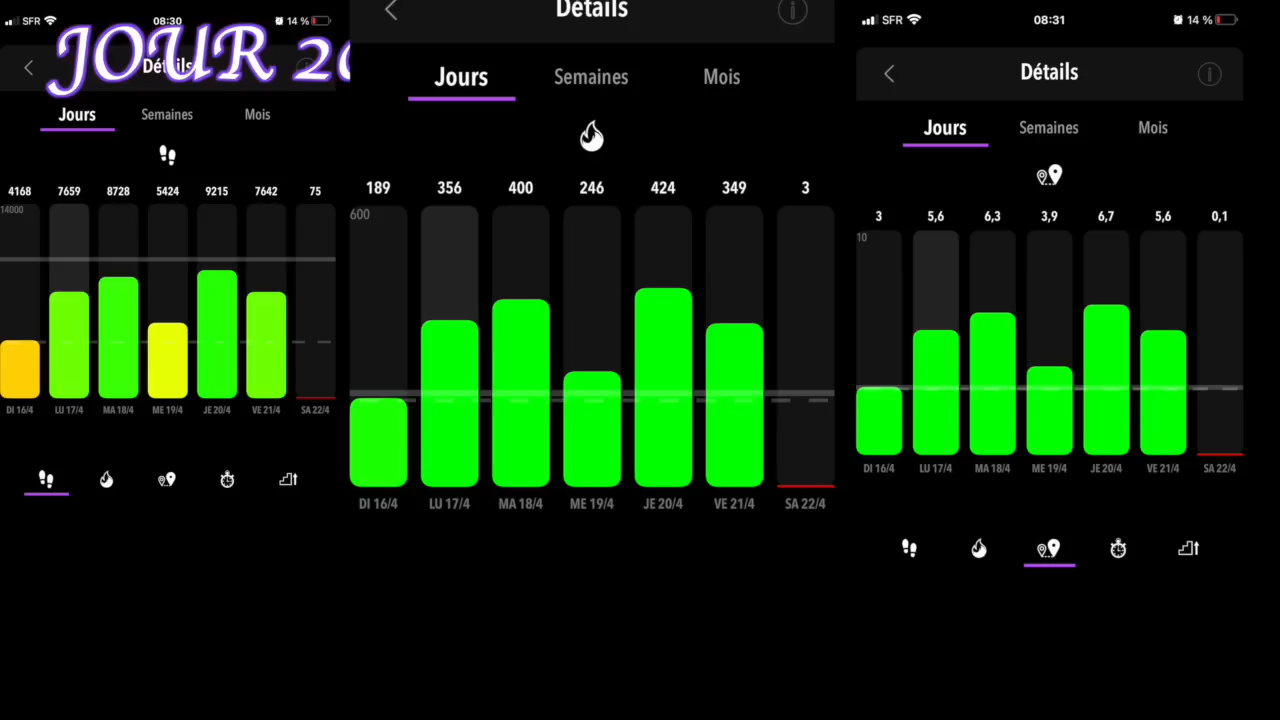 SFR 08:30 14 %
JOUR 20
Détails
Jours Semaines Mois
4168 7659 8728 5424 9215 7642 75
14000
DI 16/4 LU 17/4 MA 18/4 ME 19/4 JE 20/4 VE 21/4 SA 22/4
Détails
Jours Semaines Mois
189 356 400 246 424 349 3
600
DI 16/4 LU 17/4 MA 18/4 ME 19/4 JE 20/4 VE 21/4 SA 22/4
SFR 08:31 14 %
Détails
Jours Semaines Mois
3 5,6 6,3 3,9 6,7 5,6 0,1
10
DI 16/4 LU 17/4 MA 18/4 ME 19/4 JE 20/4 VE 21/4 SA 22/4